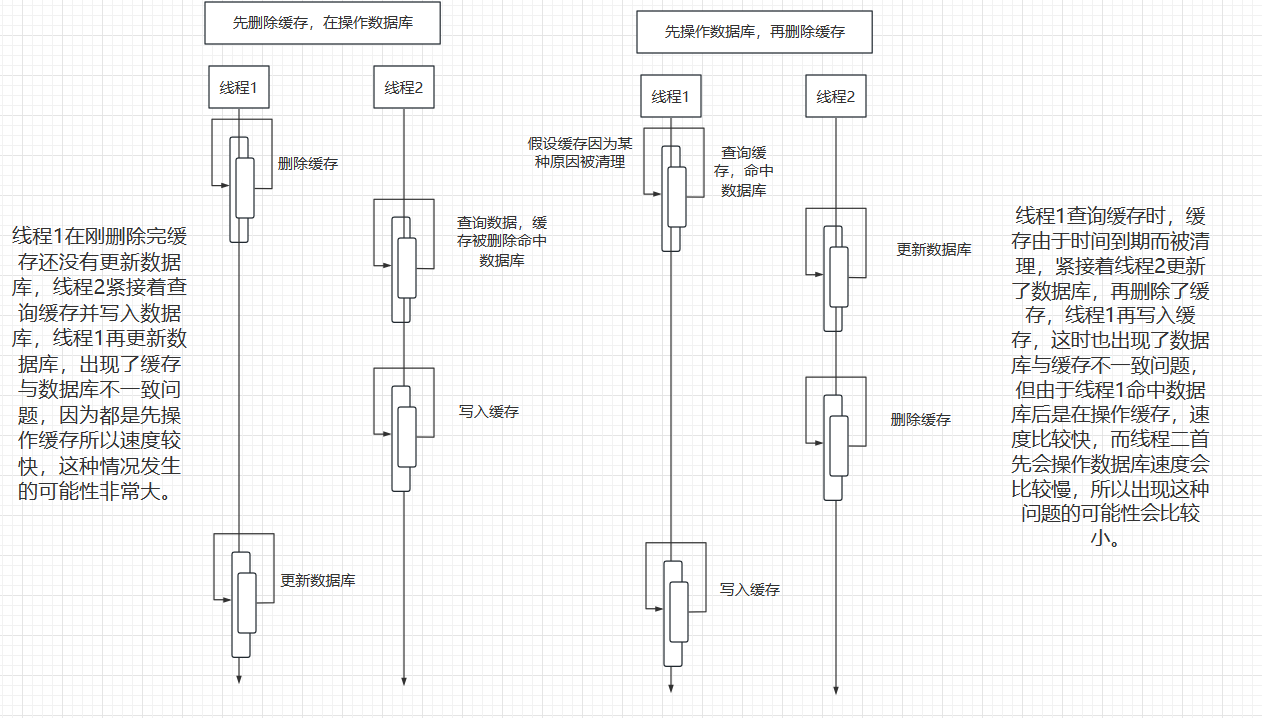 先删除缓存，在操作数据库
线程1
线程2
删除缓存
查询数据，缓
存被删除命中
数据库
写入缓存
更新数据库
线程1在刚删除完缓
存还没有更新数据
库，线程2紧接着查
询缓存并写入数据
库，线程1再更新数
据库，出现了缓存
与数据库不一致问
题，因为都是先操
作缓存所以速度较
快，这种情况发生
的可能性非常大。
先操作数据库，再删除缓存
线程1
线程2
假设缓存因为某
种原因被清理
查询缓
存，命中
数据库
更新数据库
删除缓存
写入缓存
线程1查询缓存时，缓
存由于时间到期而被清
理，紧接着线程2更新
了数据库，再删除了缓
存，线程1再写入缓
存，这时也出现了数据
库与缓存不一致问题，
但由于线程1命中数据
库后是在操作缓存，速
度比较快，而线程二首
先会操作数据库速度会
比较慢，所以出现这种
问题的可能性会比较
小。